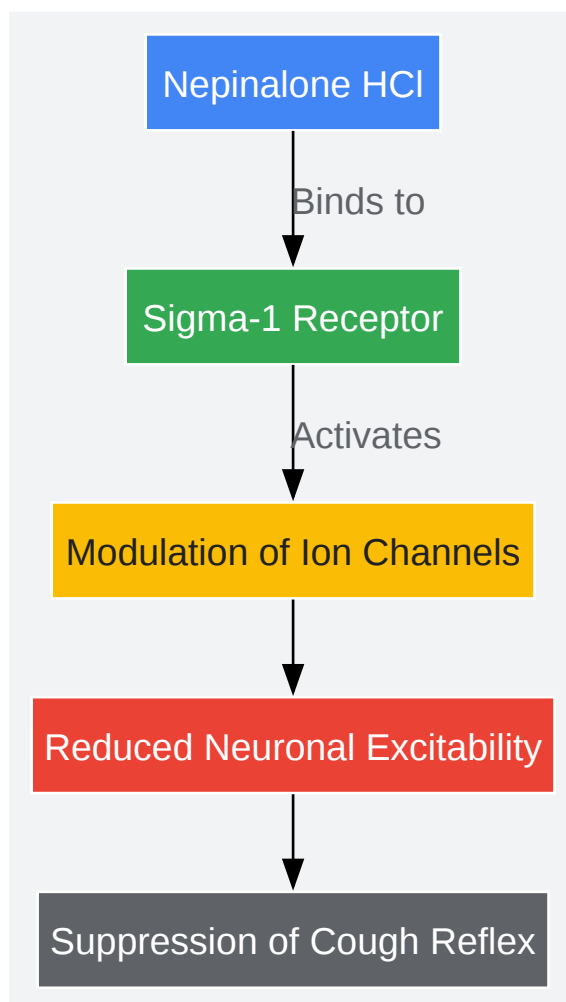 Nepinalone HCl
Binds to
Sigma-1 Receptor
Activates
Modulation of Ion Channels
Reduced Neuronal Excitability
Suppression of Cough Reflex